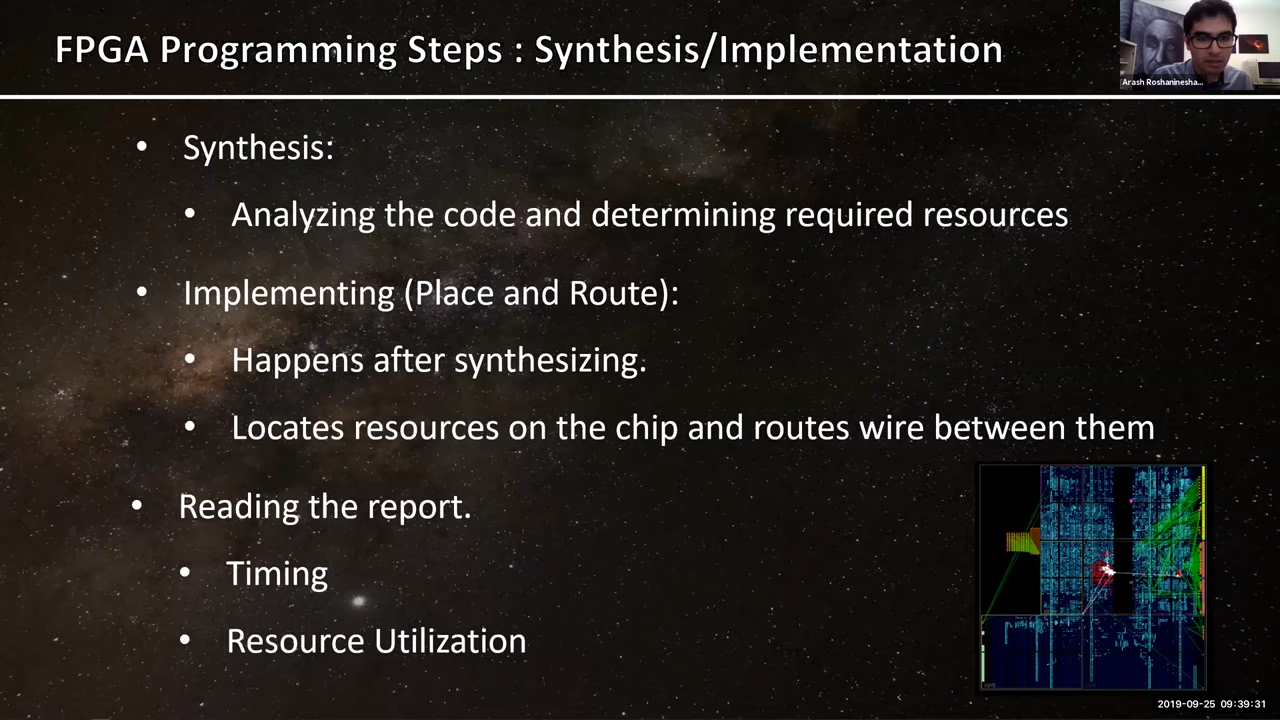 FPGA Programming Steps : Synthesis/Implementation
Arash Roshaninesha...
• Synthesis:
• Analyzing the code and determining required resources
• Implementing (Place and Route):
• Happens after synthesizing.
• Locates resources on the chip and routes wire between them
• Reading the report.
• Timing
• Resource Utilization
2019-09-25 09:39:31